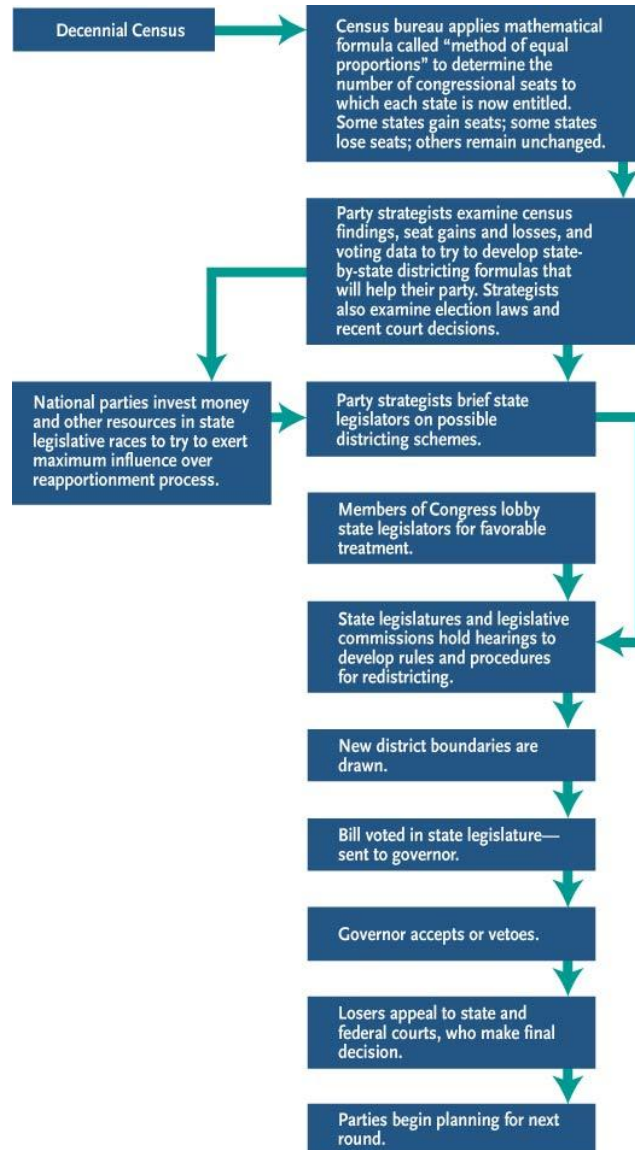 Decennial Census
Census bureau applies mathematical
formula called “method of equal
proportions” to determine the
number of congressional seats to
which each state is now entitled.
Some states gain seats; some states
lose seats; others remain unchanged.
Party strategists examine census
findings, seat gains and losses, and
voting data to try to develop state-
by-state districting formulas that
will help their party. Strategists
also examine election laws and
recent court decisions.
National parties invest money
and other resources in state
legislative races to try to exert
maximum influence over
reapportionment process.
Party strategists brief state
legislators on possible
districting schemes.
Members of Congress lobby
state legislators for favorable
treatment.
State legislatures and legislative
commissions hold hearings to
develop rules and procedures
for redistricting.
New district boundaries are
drawn.
Bill voted in state legislature—
sent to governor.
Governor accepts or vetoes.
Losers appeal to state and
federal courts, who make final
decision.
Parties begin planning for next
round.